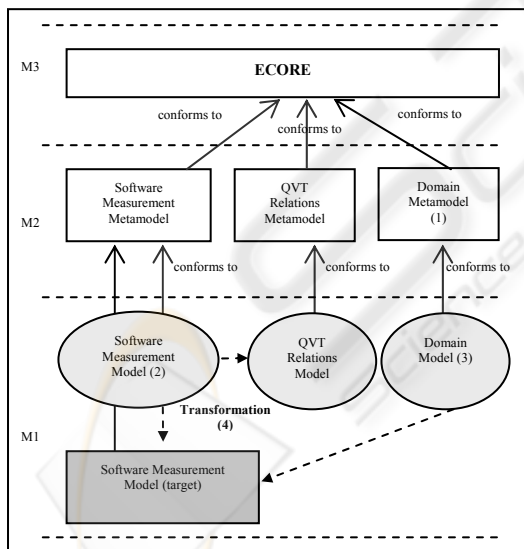 M3
ECORE
conforms to
conforms to
conforms to
M2
Software
Measurement
Metamodel
QVT
Relations
Metamodel
Domain
Metamodel
(1)
conforms to
conforms to
conforms to
Software
Measurement
Model (2)
QVT
Relations
Model
Domain
Model (3)
Transformation
(4)
M1
Software Measurement
Model (target)